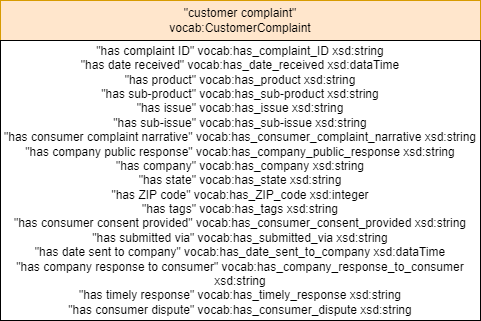 "customer complaint"
vocab:CustomerComplaint
"has complaint ID" vocab:has_complaint_ID xsd:string
"has date received" vocab:has_date_received xsd:dataTime
"has product" vocab:has_product xsd:string
"has sub-product" vocab:has_sub-product xsd:string
"has issue" vocab:has_issue xsd:string
"has sub-issue" vocab:has_sub-issue xsd:string
"has consumer complaint narrative" vocab:has_consumer_complaint_narrative xsd:string
"has company public response" vocab:has_company_public_response xsd:string
"has company" vocab:has_company xsd:string
"has state" vocab:has_state xsd:string
"has ZIP code" vocab:has_ZIP_code xsd:integer
"has tags" vocab:has_tags xsd:string
"has consumer consent provided" vocab:has_consumer_consent_provided xsd:string
"has submitted via" vocab:has_submitted_via xsd:string
"has date sent to company" vocab:has_date_sent_to_company xsd:dataTime
"has company response to consumer" vocab:has_company_response_to_consumer
xsd:string
"has timely response" vocab:has_timely_response xsd:string
"has consumer dispute" vocab:has_consumer_dispute xsd:string